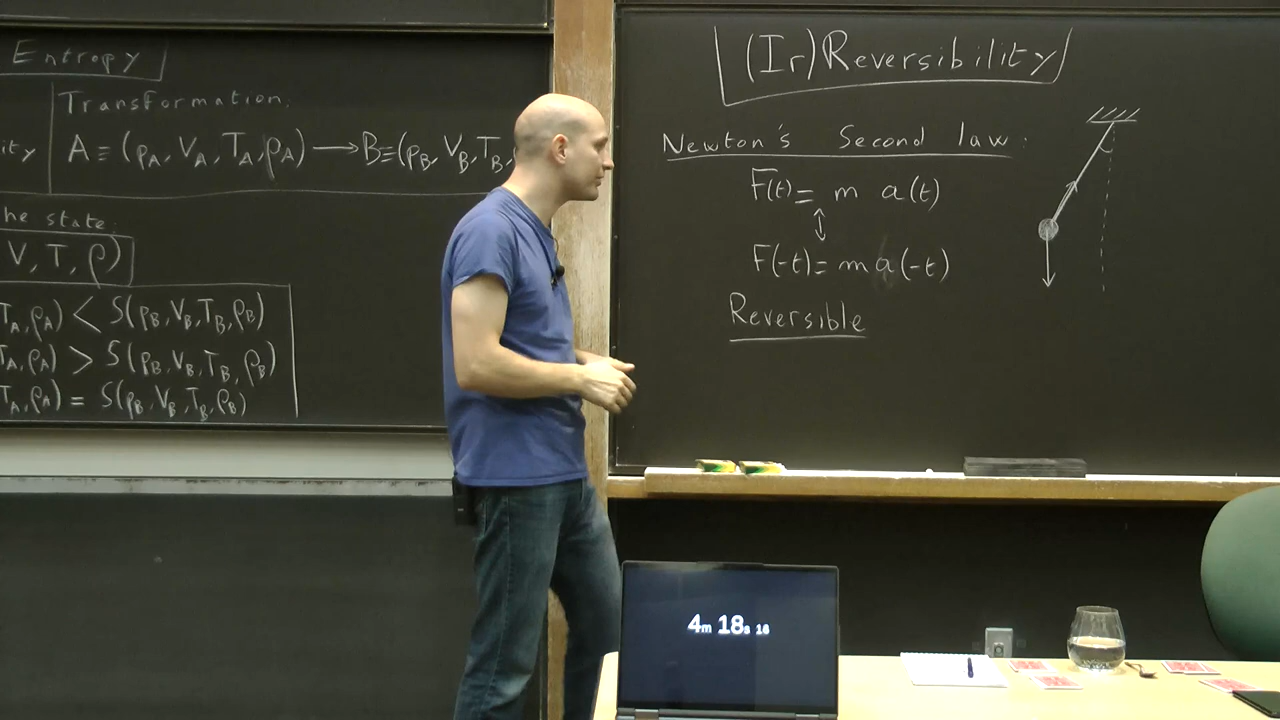 Entropy
Transformation:
ity A ≡ (p_A, V_A, T_A, ρ_A) ⟶ B≡(p_B, V_B, T_B,
he state:
V, T, ρ)
T_A, ρ_A) < S(p_B, V_B, T_B, ρ_B)
T_A, ρ_A) > S(p_B, V_B, T_B, ρ_B)
T_A, ρ_A) = S(p_B, V_B, T_B, ρ_B)
(Ir)Reversibility
Newton's Second law:
F(t) = m a(t)
↕
F(-t) = m a(-t)
Reversible
4m 18s 16